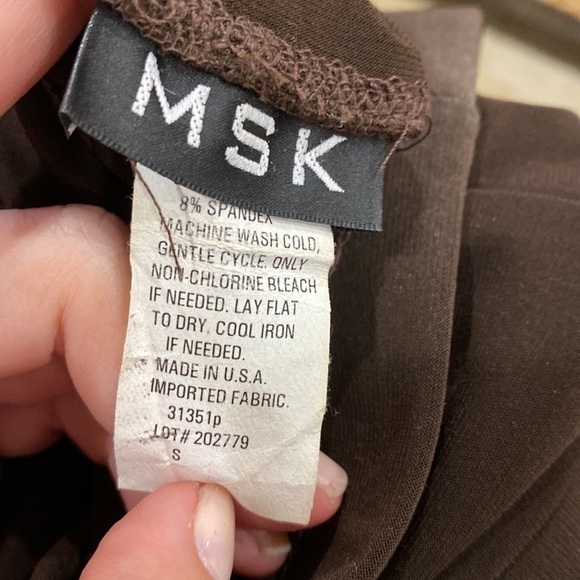 MSK
8% SPANDEX
MACHINE WASH COLD,
GENTLE CYCLE. ONLY
NON-CHLORINE BLEACH
IF NEEDED. LAY FLAT
TO DRY. COOL IRON
IF NEEDED.
MADE IN U.S.A.
IMPORTED FABRIC.
31351p
LOT# 202779
S